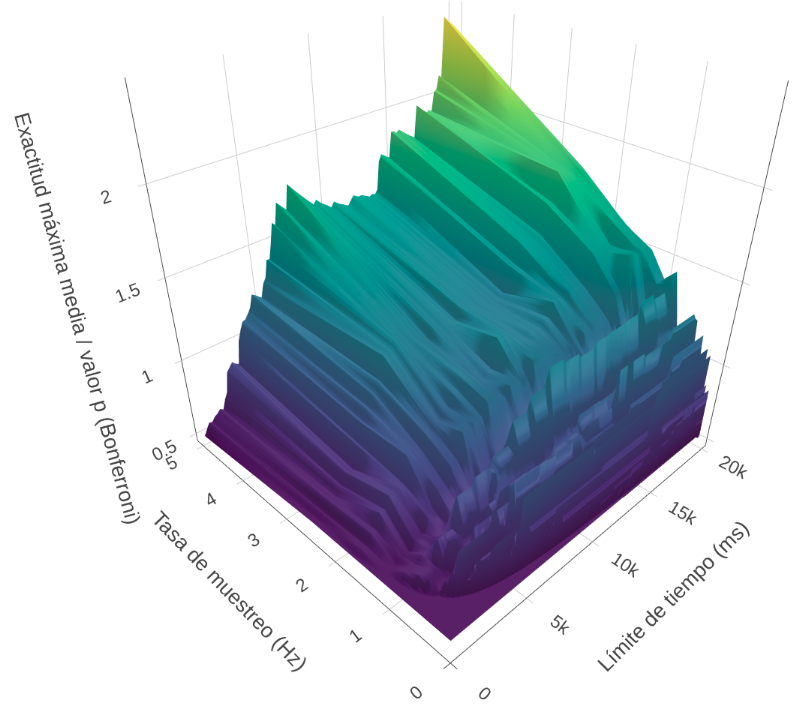 Exactitud máxima media / valor p (Bonferroni)
2
1.5
1
0.5
5
4
3
2
1
0
Tasa de muestreo (Hz)
0
5k
10k
15k
20k
Límite de tiempo (ms)